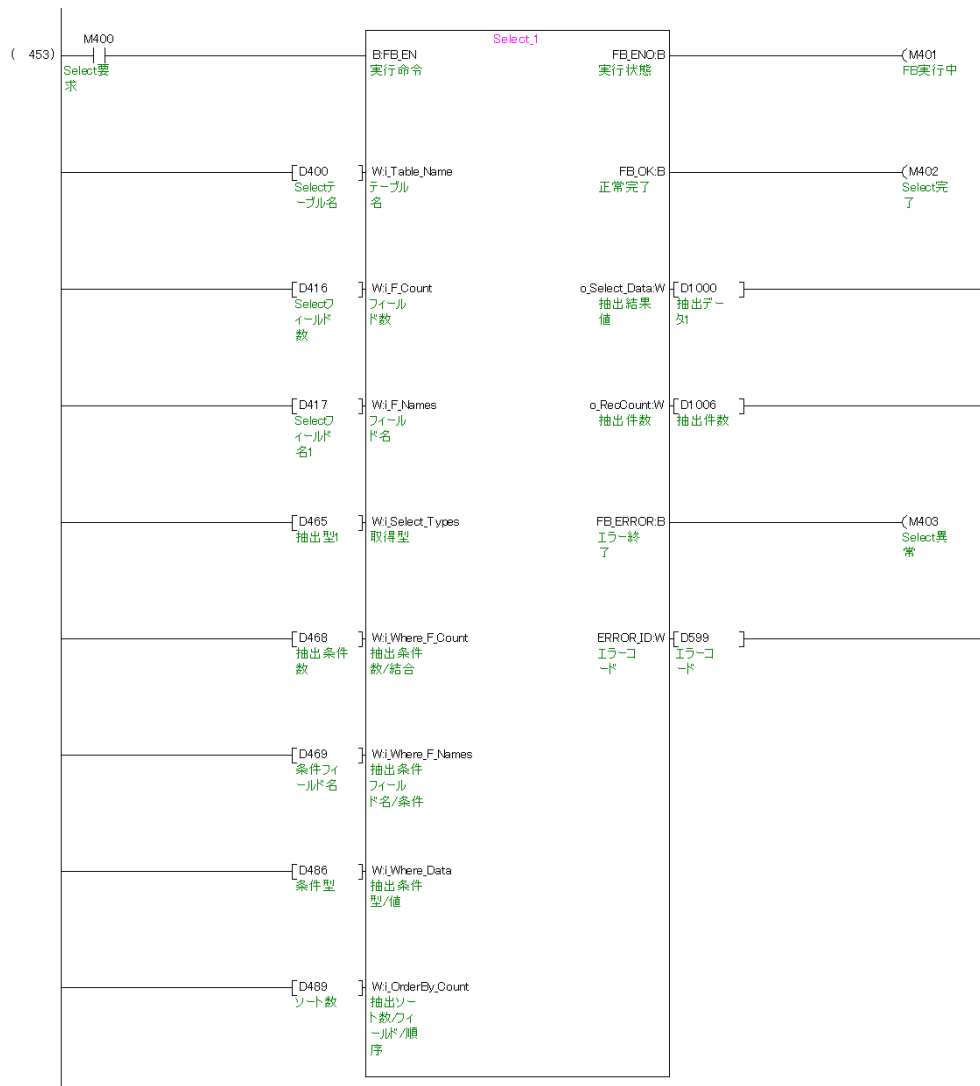 Select_1
( 453)
M400
Select要
求
B:FB_EN
実行命令
FB_ENO:B
実行状態
M401
FB実行中
D400
Selectテ
ーブル名
W:i_Table_Name
テーブル
名
FB_OK:B
正常完了
M402
Select完
了
D416
Selectフ
ィールド
数
W:i_F_Count
フィール
ド数
o_Select_Data:W
抽出結果
値
D1000
抽出デー
タ1
D417
Selectフ
ィールド
名1
W:i_F_Names
フィール
ド名
o_RecCount:W
抽出件数
D1006
抽出件数
D465
抽出型1
W:i_Select_Types
取得型
FB_ERROR:B
エラー終
了
M403
Select異
常
D468
抽出条件
数
W:i_Where_F_Count
抽出条件
数/結合
ERROR_ID:W
エラーコ
ード
D599
エラーコ
ード
D469
条件フィ
ールド名
W:i_Where_F_Names
抽出条件
フィール
ド名/条件
D486
条件型
W:i_Where_Data
抽出条件
型/値
D489
ソート数
W:i_OrderBy_Count
抽出ソー
ト数/フィ
ールド/順
序